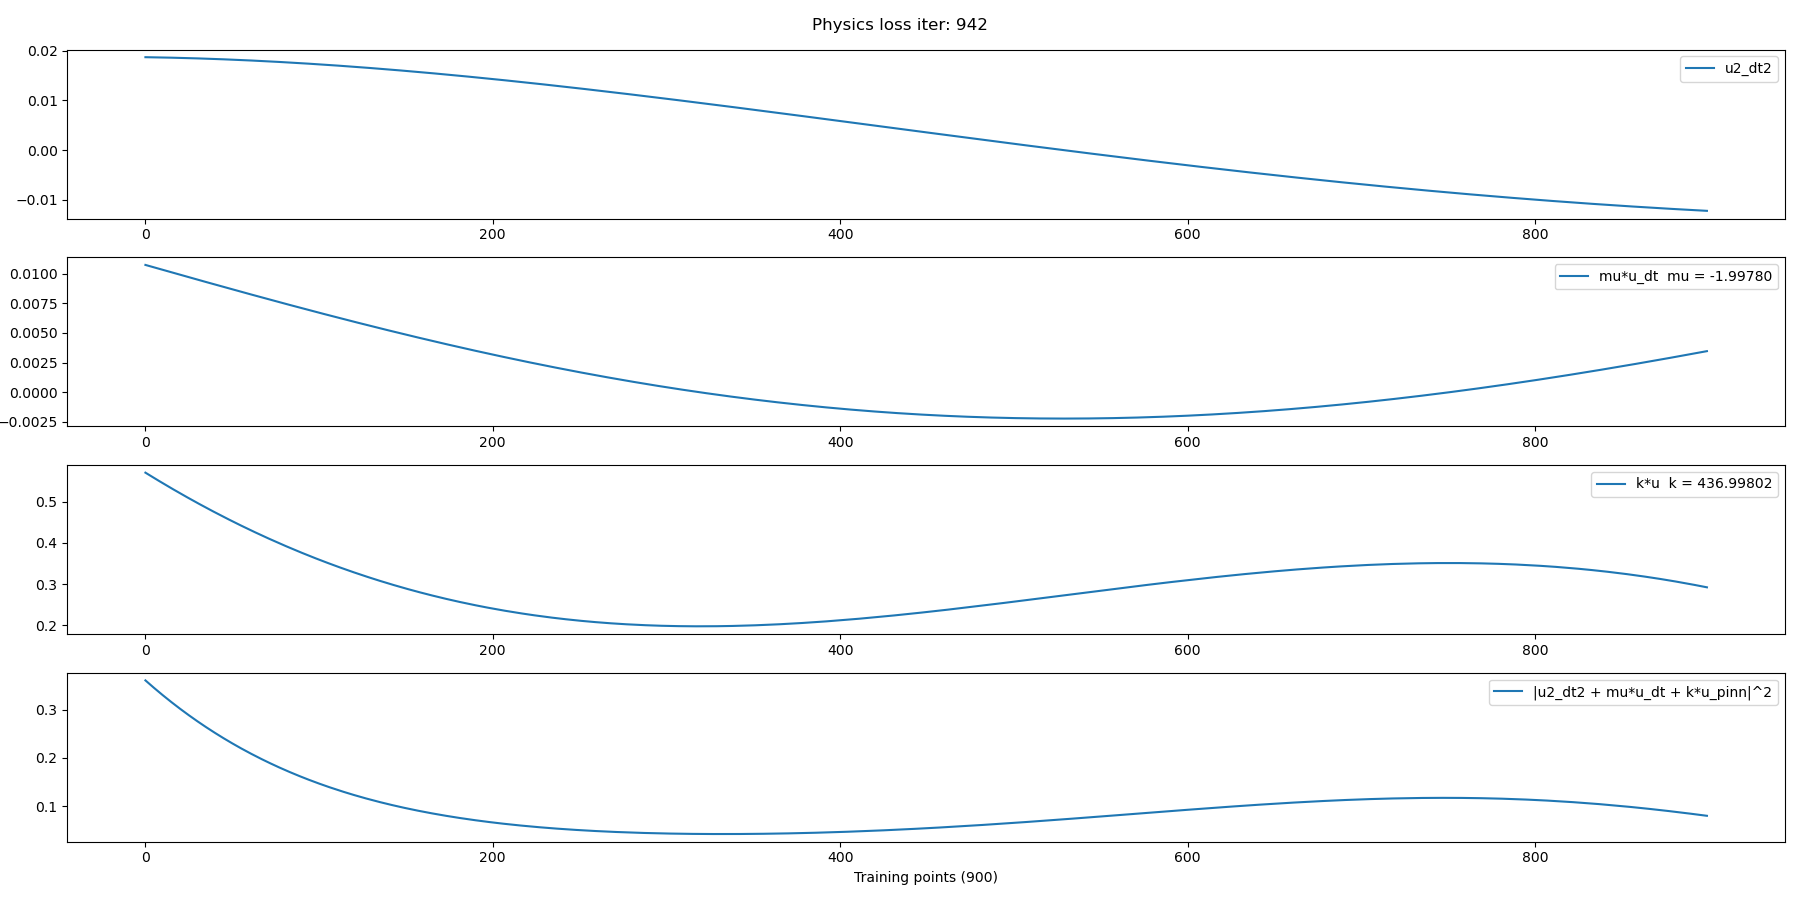 Physics loss iter: 942
0.02
0.01
0.00
−0.01
u2_dt2
0 200 400 600 800
0.0100
0.0075
0.0050
0.0025
0.0000
−0.0025
mu*u_dt  mu = -1.99780
0 200 400 600 800
0.5
0.4
0.3
0.2
k*u  k = 436.99802
0 200 400 600 800
0.3
0.2
0.1
|u2_dt2 + mu*u_dt + k*u_pinn|^2
0 200 400 600 800
Training points (900)